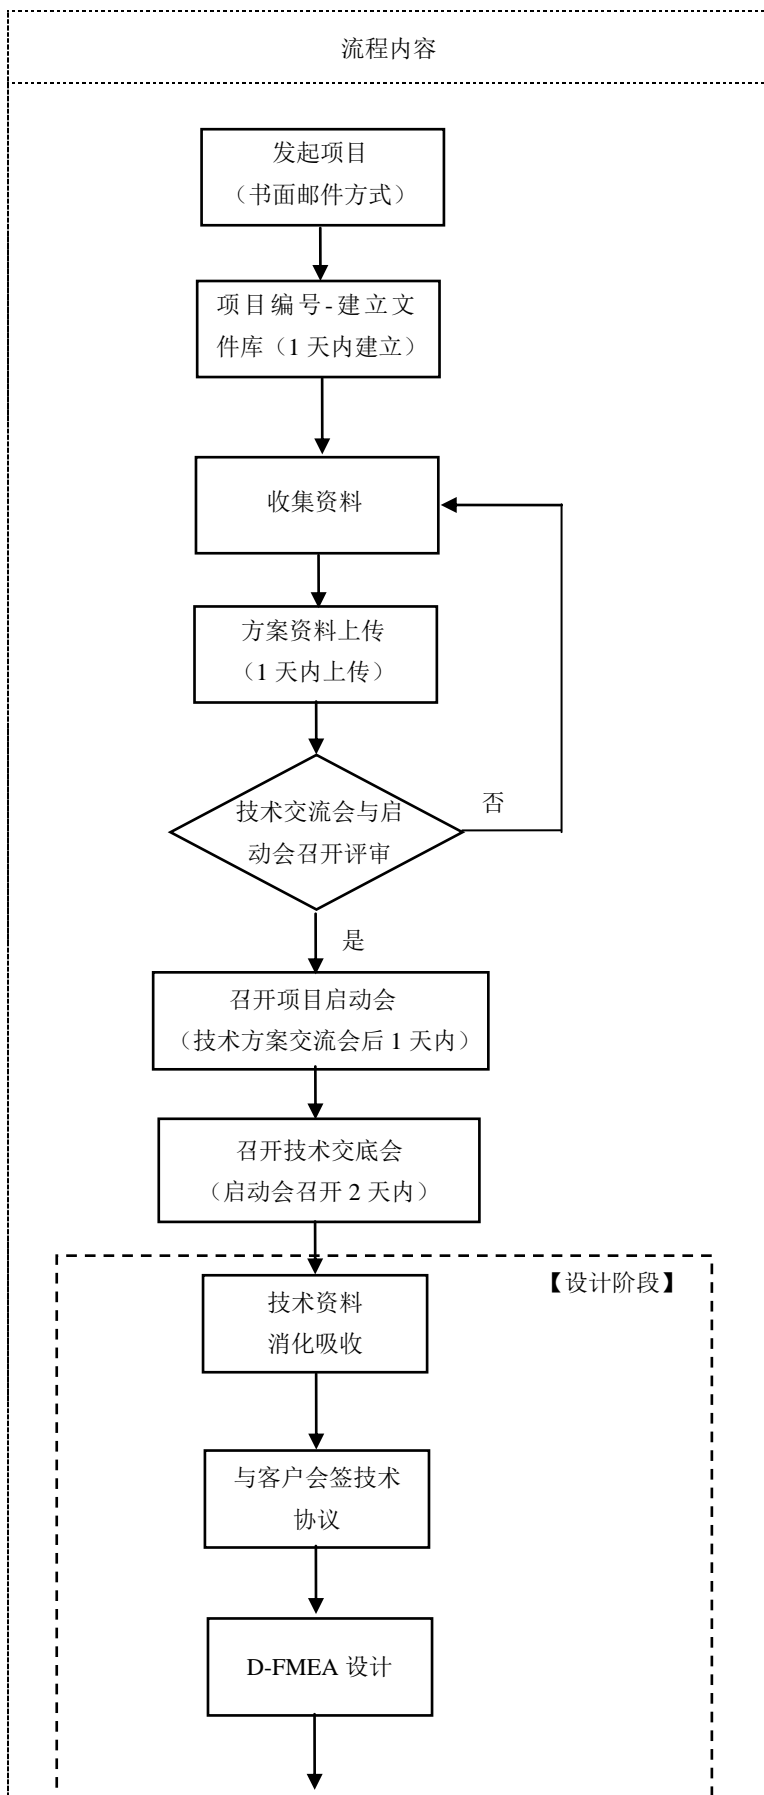 流程内容
发起项目
（书面邮件方式）
项目编号-建立文
件库（1 天内建立）
收集资料
方案资料上传
（1 天内上传）
技术交流会与启
动会召开评审
否
是
召开项目启动会
（技术方案交流会后 1 天内）
召开技术交底会
（启动会召开 2 天内）
【设计阶段】
技术资料
消化吸收
与客户会签技术
协议
D-FMEA 设计